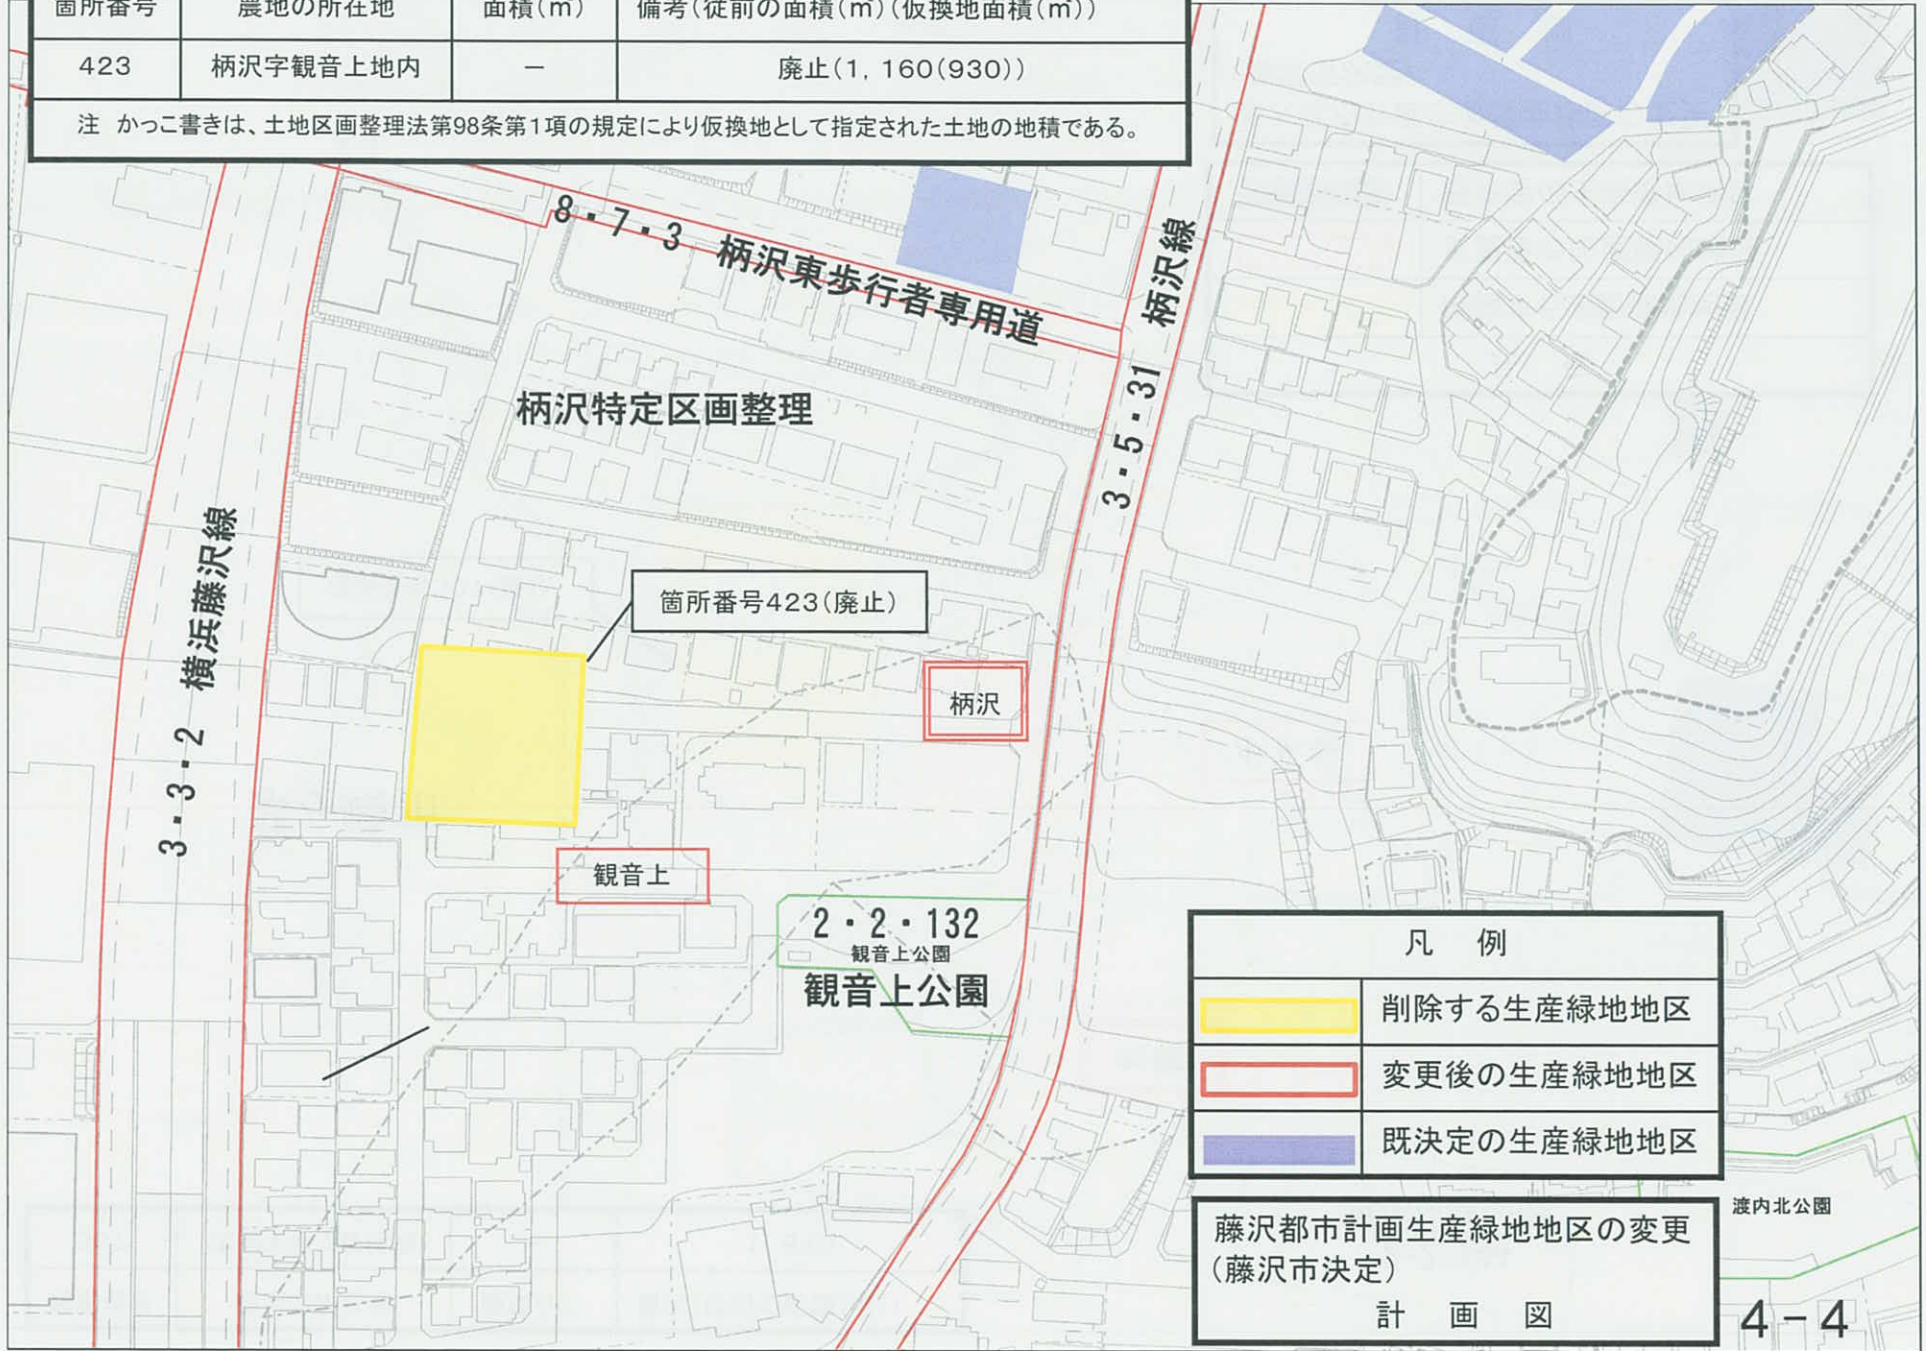 箇所番号 農地の所在地 面積(㎡) 備考(従前の面積(㎡)(仮換地面積(㎡))
423 柄沢字観音上地内 － 廃止(1,160(930))
注 かっこ書きは、土地区画整理法第98条第1項の規定により仮換地として指定された土地の地積である。
8・7・3 柄沢東歩行者専用道
3・5・31 柄沢線
柄沢特定区画整理
3・3・2 横浜藤沢線
箇所番号423(廃止)
柄沢
観音上
2・2・132
観音上公園
観音上公園
凡 例
削除する生産緑地地区
変更後の生産緑地地区
既決定の生産緑地地区
渡内北公園
藤沢都市計画生産緑地地区の変更
(藤沢市決定)
計 画 図
4-4